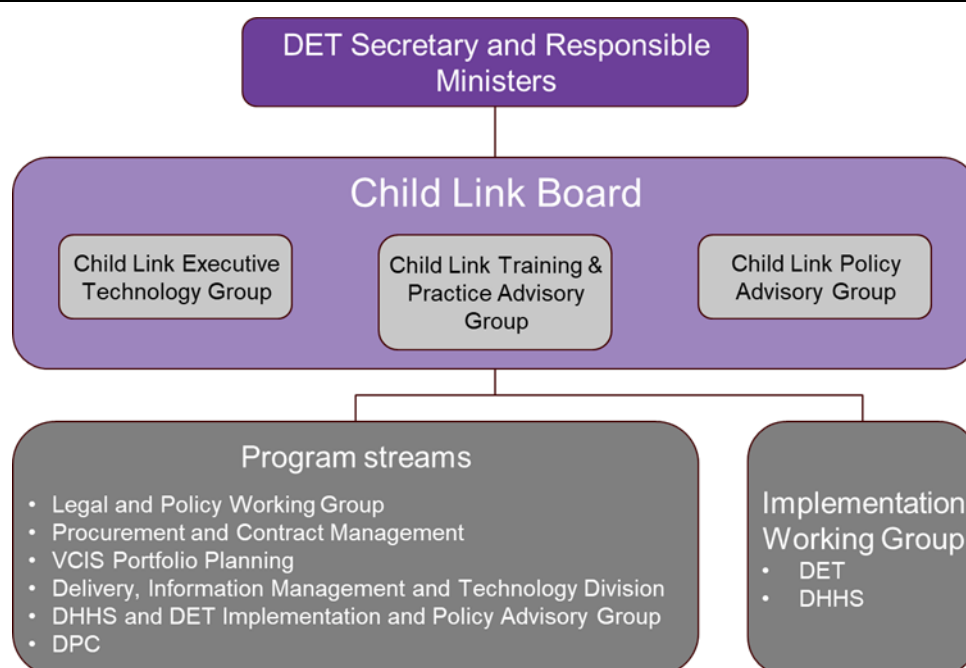 DET Secretary and Responsible
Ministers
Child Link Board
Child Link Executive
Technology Group
Child Link Training &
Practice Advisory
Group
Child Link Policy
Advisory Group
Program streams
• Legal and Policy Working Group
• Procurement and Contract Management
• VCIS Portfolio Planning
• Delivery, Information Management and Technology Division
• DHHS and DET Implementation and Policy Advisory Group
• DPC
Implementation
Working Group
• DET
• DHHS